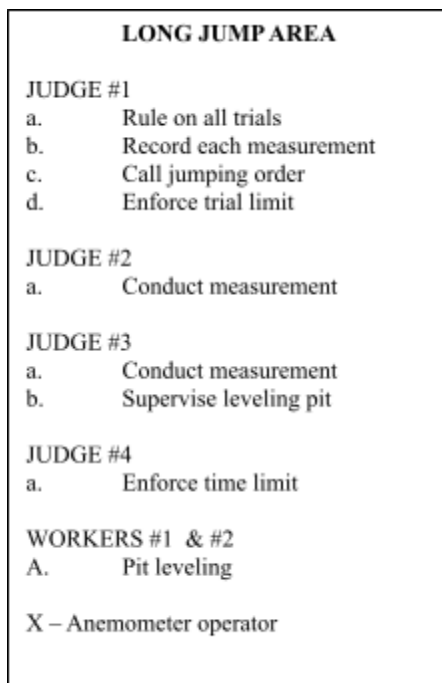 LONG JUMP AREA
JUDGE #1
a. Rule on all trials
b. Record each measurement
c. Call jumping order
d. Enforce trial limit
JUDGE #2
a. Conduct measurement
JUDGE #3
a. Conduct measurement
b. Supervise leveling pit
JUDGE #4
a. Enforce time limit
WORKERS #1 & #2
A. Pit leveling
X – Anemometer operator